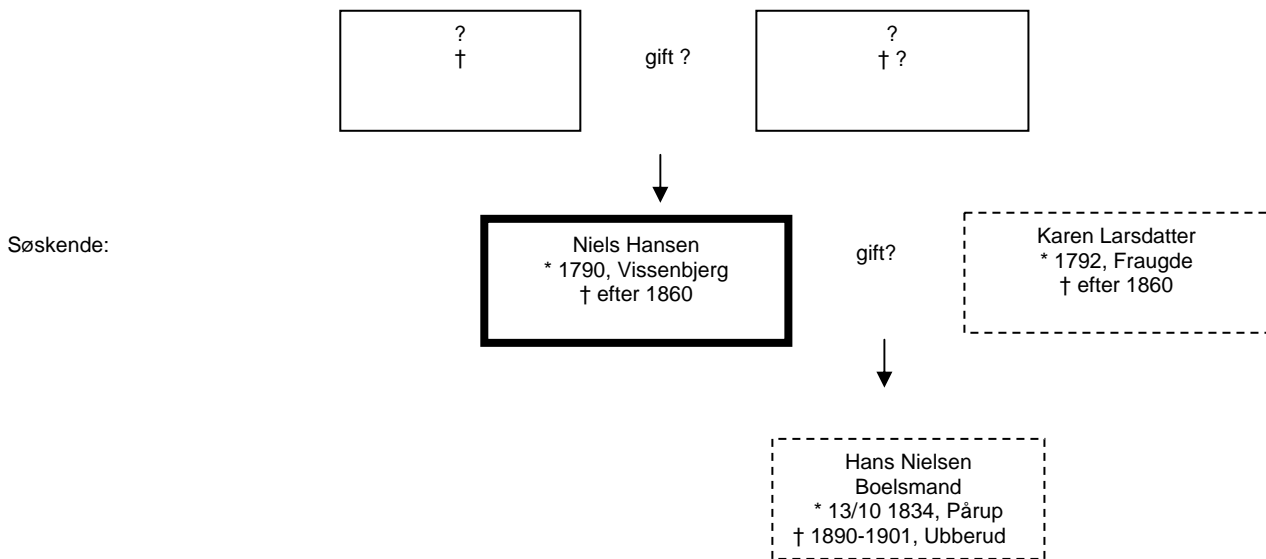 ?
†
gift ?
?
† ?
Søskende:
Niels Hansen
* 1790, Vissenbjerg
† efter 1860
gift?
Karen Larsdatter
* 1792, Fraugde
† efter 1860
Hans Nielsen
Boelsmand
* 13/10 1834, Pårup
† 1890-1901, Ubberud